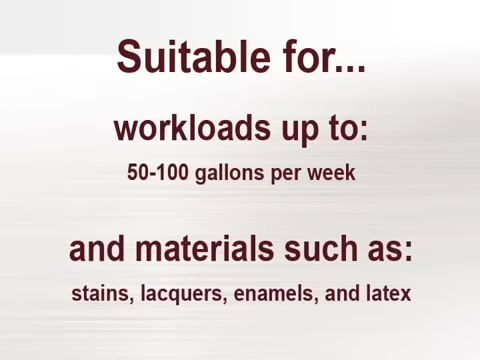 Suitable for...
workloads up to:
50-100 gallons per week
and materials such as:
stains, lacquers, enamels, and latex